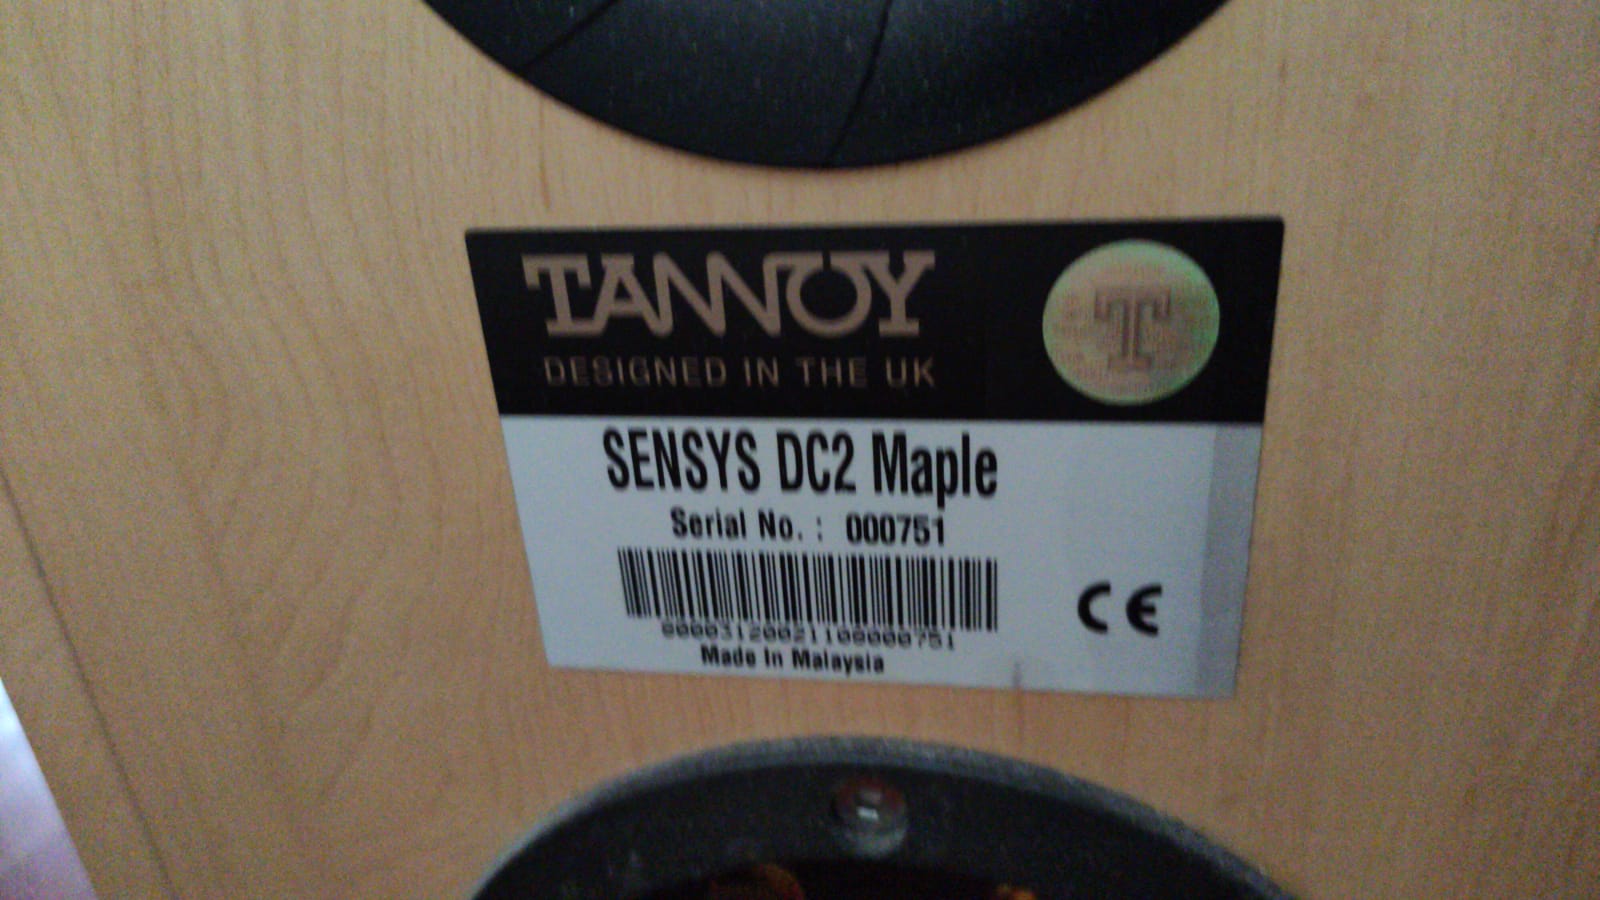 TANNOY
DESIGNED IN THE UK
T
SENSYS DC2 Maple
Serial No. : 000751
CE
Made In Malaysia